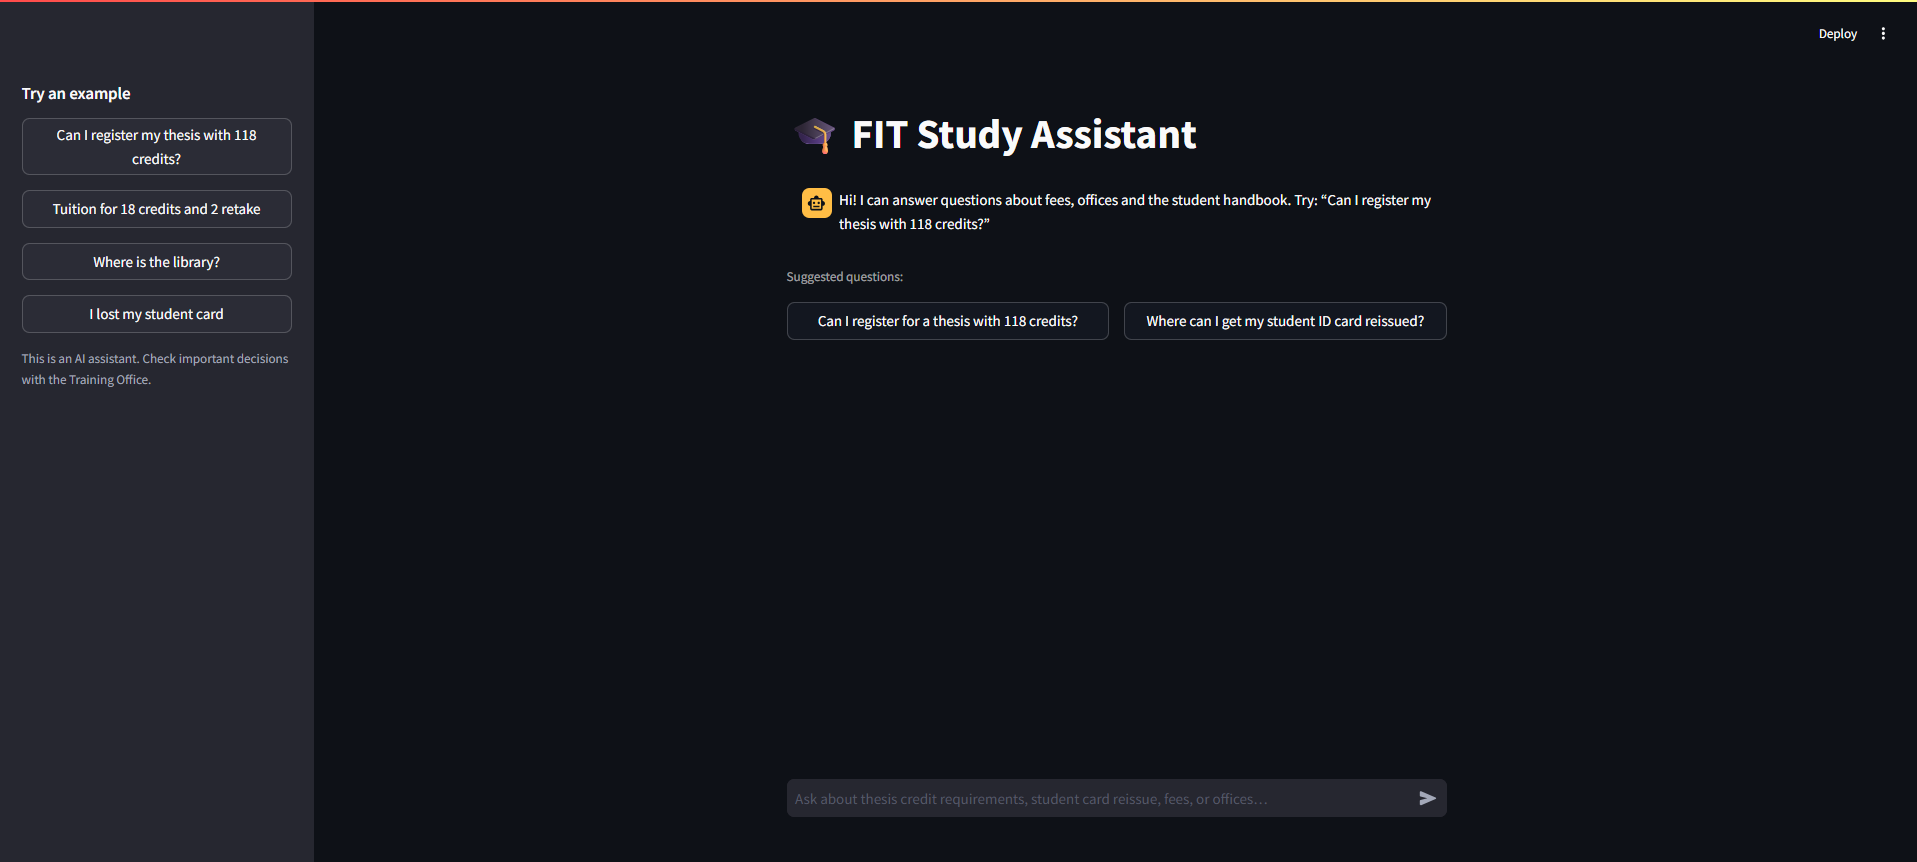 Deploy
Try an example
Can I register my thesis with 118
credits?
Tuition for 18 credits and 2 retake
Where is the library?
I lost my student card
This is an AI assistant. Check important decisions
with the Training Office.
FIT Study Assistant
Hi! I can answer questions about fees, offices and the student handbook. Try: “Can I register my
thesis with 118 credits?”
Suggested questions:
Can I register for a thesis with 118 credits?
Where can I get my student ID card reissued?
Ask about thesis credit requirements, student card reissue, fees, or offices…